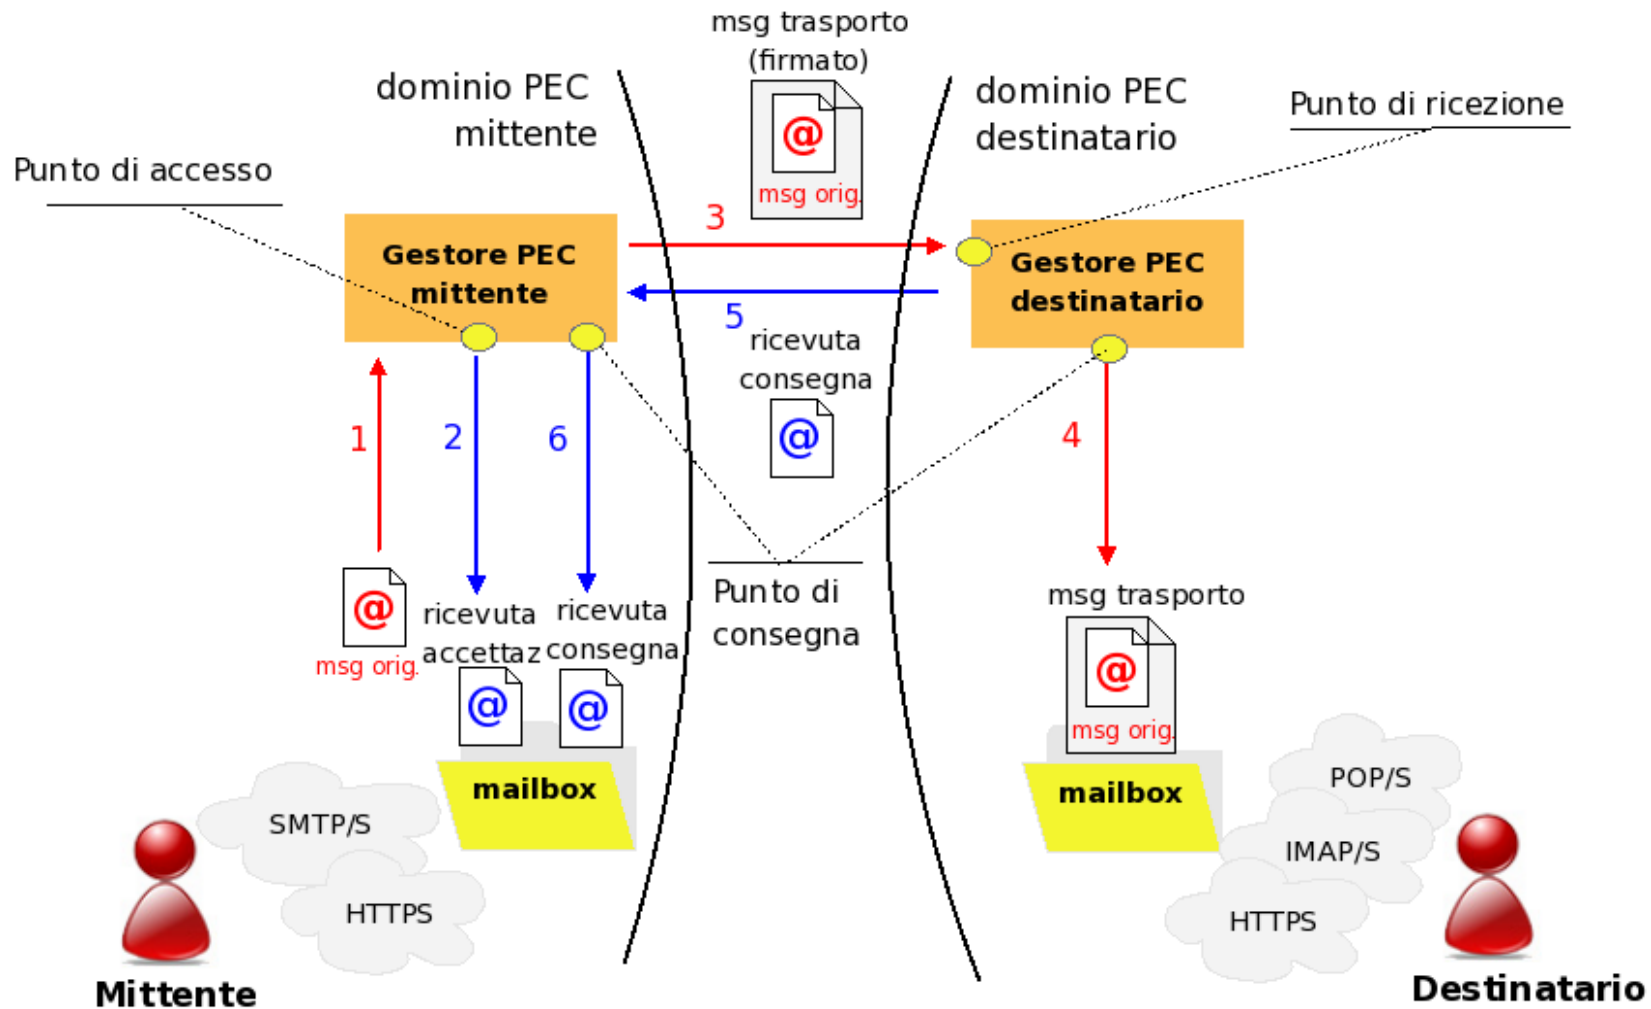 msg trasporto
(firmato)
dominio PEC
mittente
dominio PEC
destinatario
Punto di ricezione
Punto di accesso
@
msg orig.
3
Gestore PEC
mittente
Gestore PEC
destinatario
5
ricevuta
consegna
@
1
2
6
4
Punto di
consegna
@
msg orig.
ricevuta
accettaz
@
ricevuta
consegna
@
msg trasporto
@
msg orig.
mailbox
mailbox
SMTP/S
HTTPS
POP/S
IMAP/S
HTTPS
Mittente
Destinatario